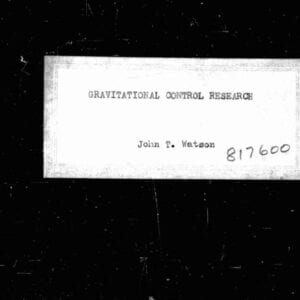 GRAVITATIONAL CONTROL RESEARCH
John T. Watson
817600